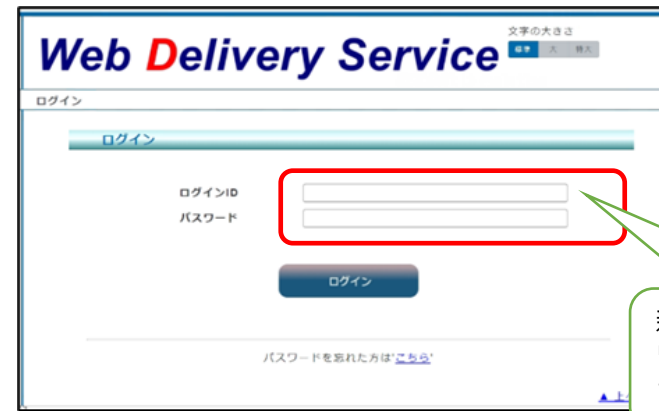 文字の大きさ
Web Delivery Service
標準 大 特大
ログイン
ログイン
ログインID
パスワード
ログイン
パスワードを忘れた方は'こちら'
▲上